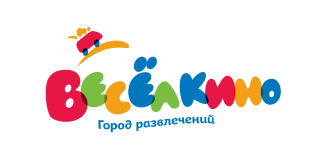 ВЕСЁЛКИНО
Город развлечений